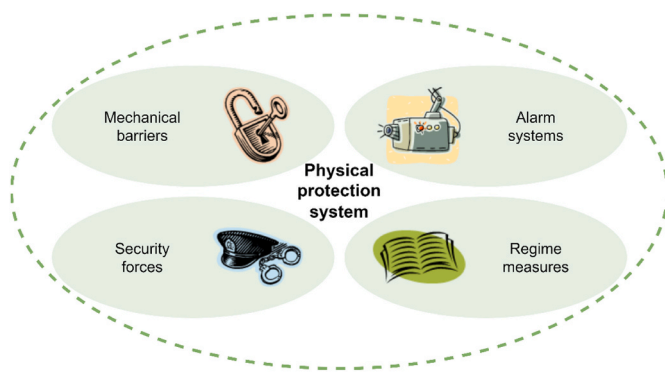 Mechanical
barriers
Alarm
systems
Physical
protection
system
Security
forces
Regime
measures